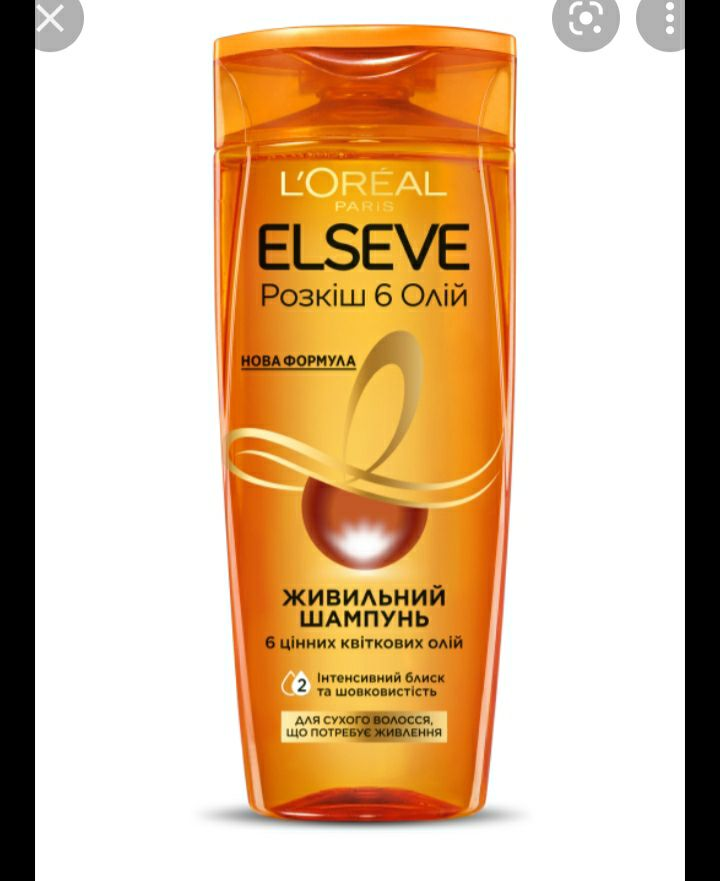 L'ORÉAL
PARIS
ELSEVE
Розкіш 6 Олій
НОВА ФОРМУЛА
ЖИВИЛЬНИЙ
ШАМПУНЬ
6 цінних квіткових олій
2 Інтенсивний блиск
та шовковистість
ДЛЯ СУХОГО ВОЛОССЯ,
ЩО ПОТРЕБУЄ ЖИВЛЕННЯ